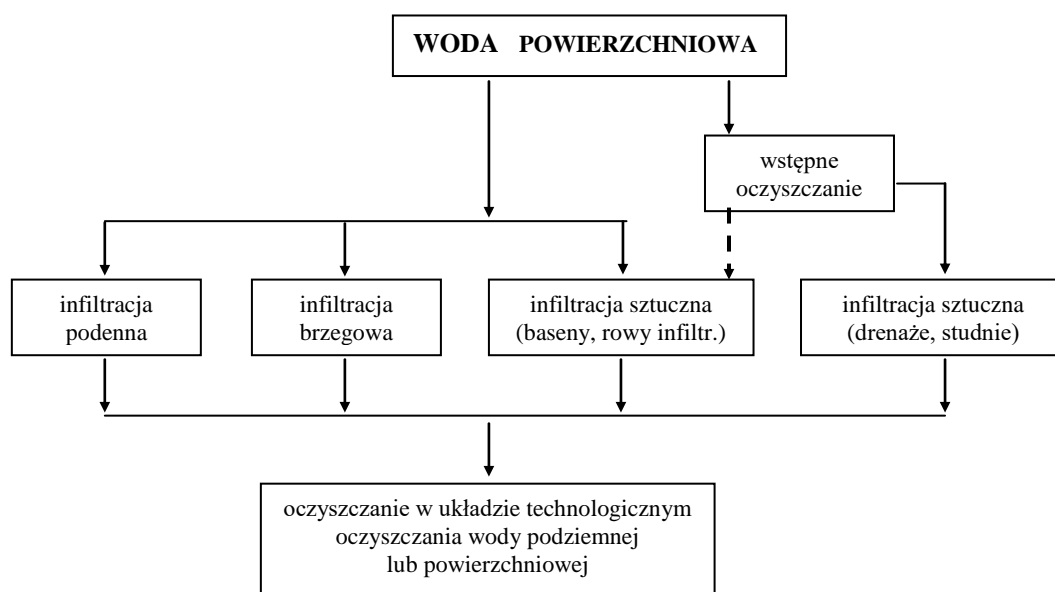 WODA POWIERZCHNIOWA
wstępne
oczyszczanie
infiltracja
podenna
infiltracja
brzegowa
infiltracja sztuczna
(baseny, rowy infiltr.)
infiltracja sztuczna
(drenaże, studnie)
oczyszczanie w układzie technologicznym
oczyszczania wody podziemnej
lub powierzchniowej